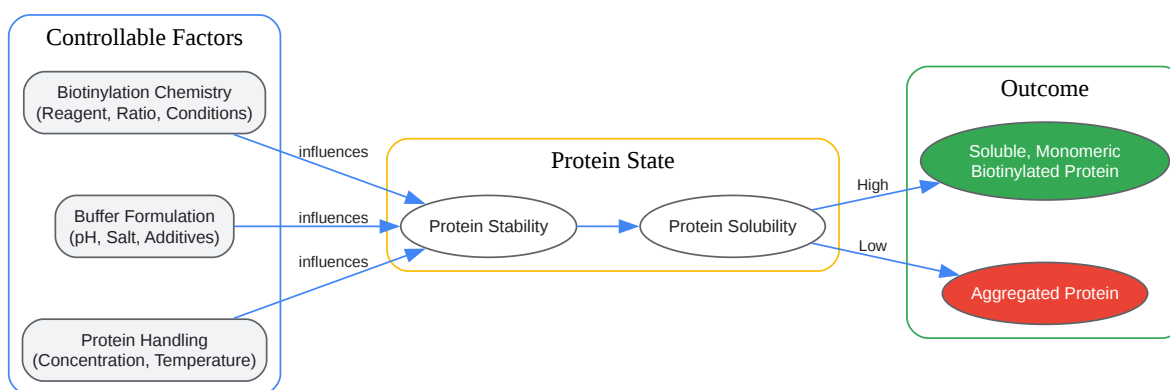 Controllable Factors
Biotinylation Chemistry
(Reagent, Ratio, Conditions)
Buffer Formulation
(pH, Salt, Additives)
Protein Handling
(Concentration, Temperature)
influences
influences
influences
Protein State
Protein Stability
Protein Solubility
High
Low
Outcome
Soluble, Monomeric
Biotinylated Protein
Aggregated Protein